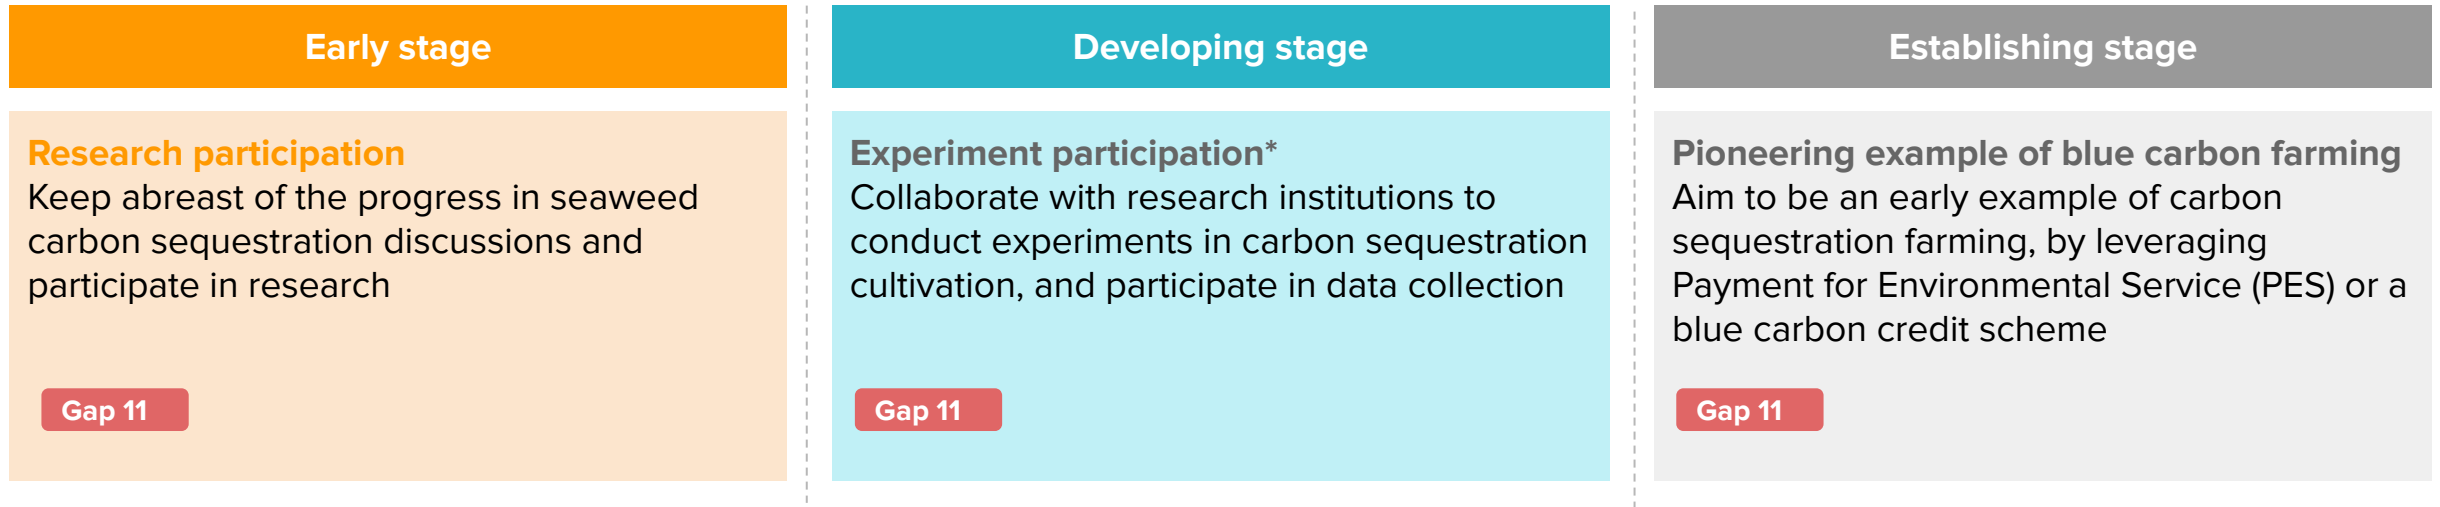 Early stage
Research participation
Keep abreast of the progress in seaweed
carbon sequestration discussions and
participate in research
Gap 11
Developing stage
Experiment participation*
Collaborate with research institutions to
conduct experiments in carbon sequestration
cultivation, and participate in data collection
Gap 11
Establishing stage
Pioneering example of blue carbon farming
Aim to be an early example of carbon
sequestration farming, by leveraging
Payment for Environmental Service (PES) or a
blue carbon credit scheme
Gap 11